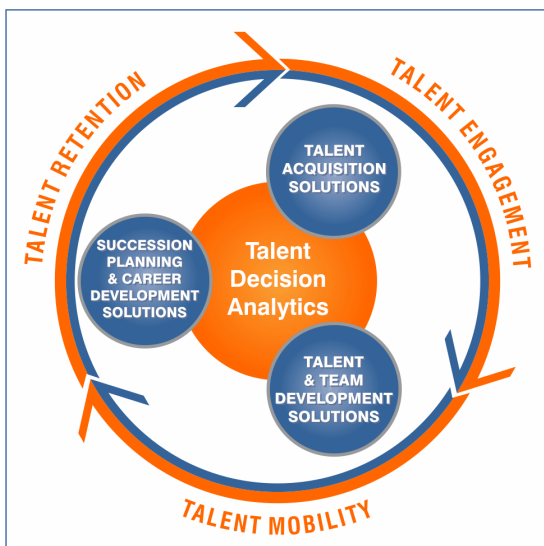 TALENT RETENTION
TALENT ENGAGEMENT
TALENT
ACQUISITION
SOLUTIONS
SUCCESSION
PLANNING
& CAREER
DEVELOPMENT
SOLUTIONS
Talent
Decision
Analytics
TALENT
& TEAM
DEVELOPMENT
SOLUTIONS
TALENT MOBILITY